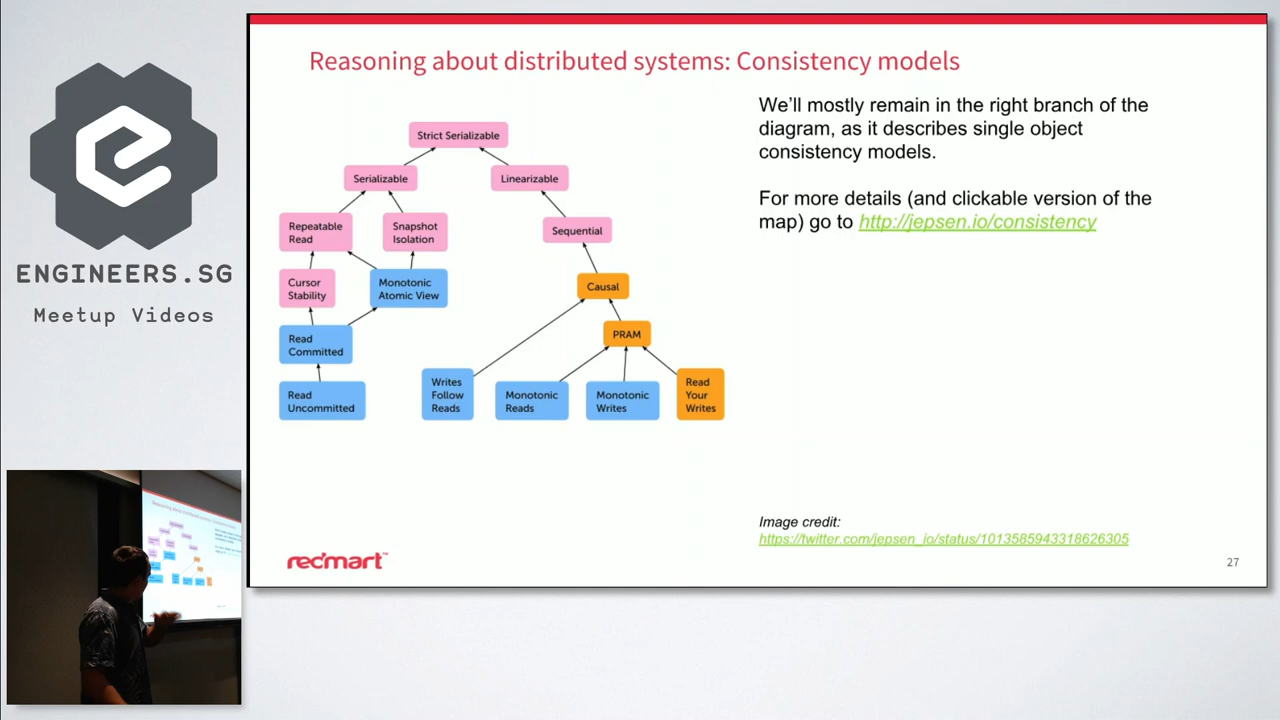 Reasoning about distributed systems: Consistency models
Strict Serializable
Serializable
Linearizable
Repeatable
Read
Snapshot
Isolation
Sequential
Cursor
Stability
Monotonic
Atomic View
Causal
Read
Committed
PRAM
Read
Uncommitted
Writes
Follow
Reads
Monotonic
Reads
Monotonic
Writes
Read
Your
Writes
We'll mostly remain in the right branch of the
diagram, as it describes single object
consistency models.
For more details (and clickable version of the
map) go to http://jepsen.io/consistency
Image credit:
https://twitter.com/jepsen_io/status/1013585943318626305
redmart™
27
ENGINEERS.SG
Meetup Videos